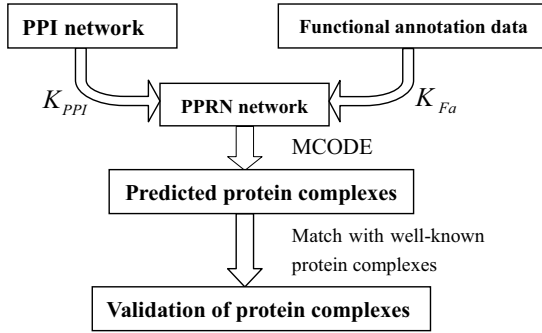 PPI network
Functional annotation data
K_PPI
K_Fa
PPRN network
MCODE
Predicted protein complexes
Match with well-known
protein complexes
Validation of protein complexes